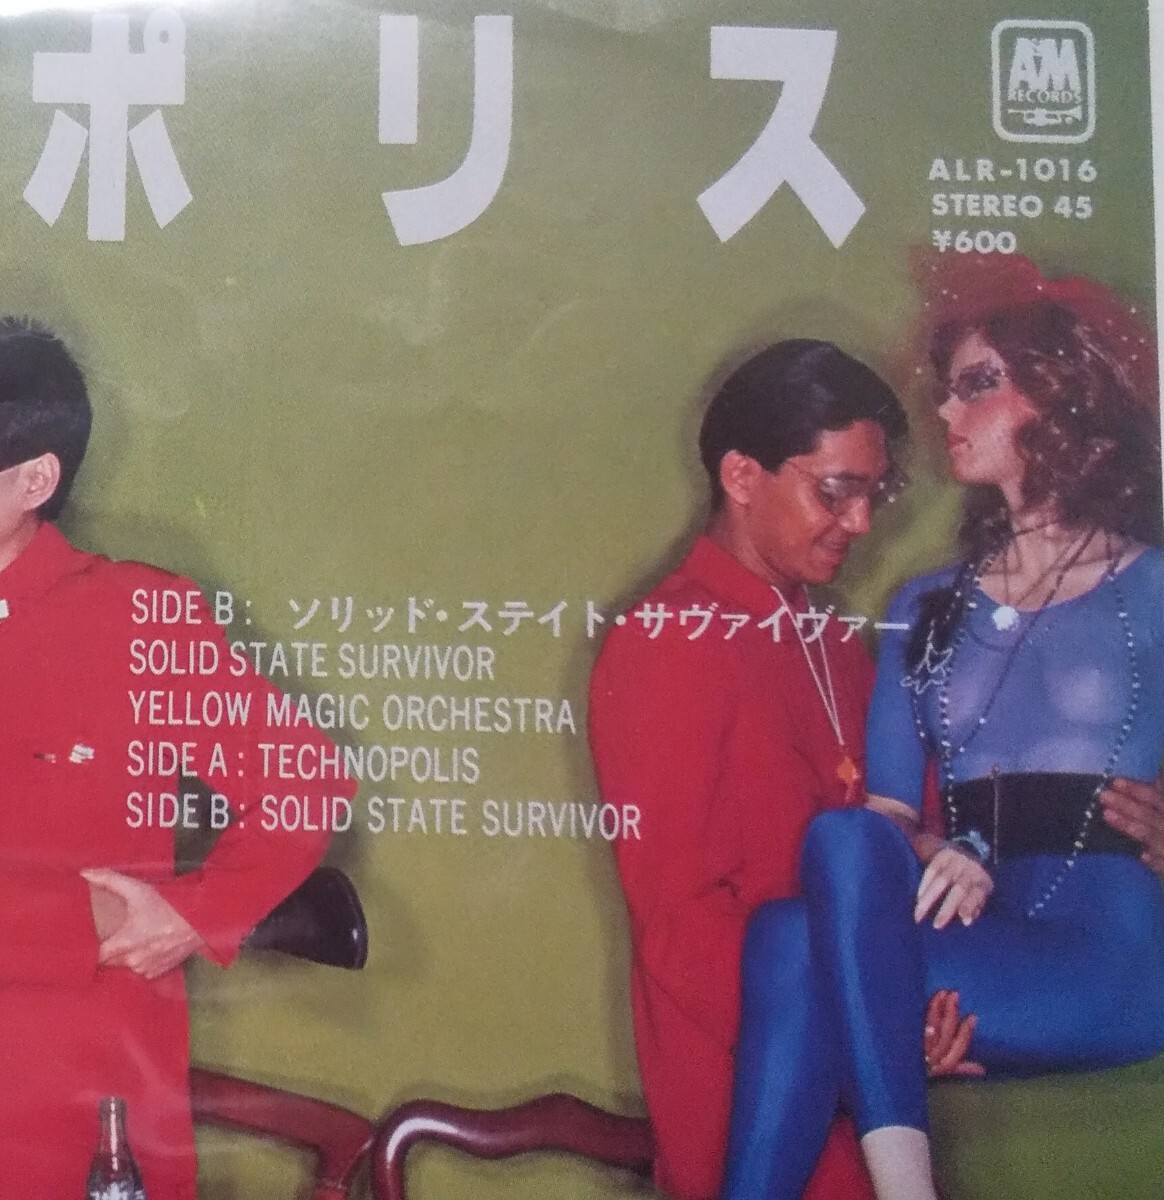 ポリス
A&M
RECORDS
ALR-1016
STEREO 45
¥600
SIDE B: ソリッド・ステイト・サヴァイヴァー
SOLID STATE SURVIVOR
YELLOW MAGIC ORCHESTRA
SIDE A: TECHNOPOLIS
SIDE B: SOLID STATE SURVIVOR